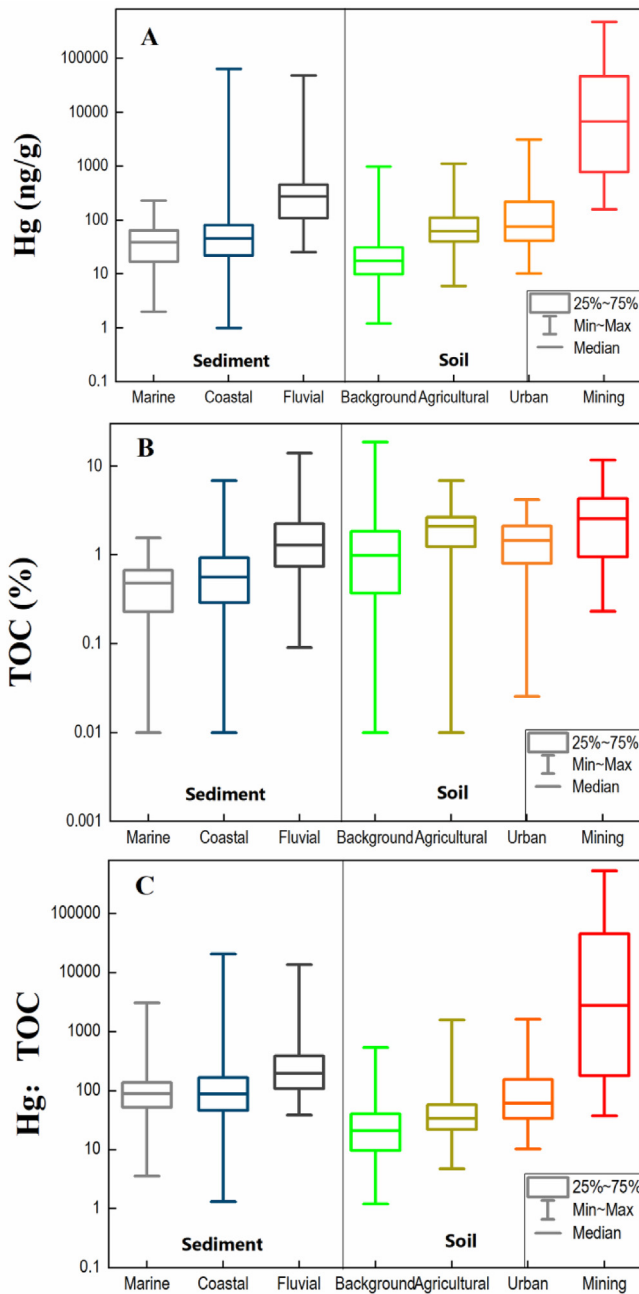 A
Hg (ng/g)
100000
10000
1000
100
10
1
0.1
25%~75%
Min~Max
Median
Sediment
Soil
Marine Coastal Fluvial Background Agricultural Urban Mining
B
TOC (%)
10
1
0.1
0.01
0.001
25%~75%
Min~Max
Median
Sediment
Soil
Marine Coastal Fluvial Background Agricultural Urban Mining
C
Hg: TOC
100000
10000
1000
100
10
1
0.1
25%~75%
Min~Max
Median
Sediment
Soil
Marine Coastal Fluvial Background Agricultural Urban Mining